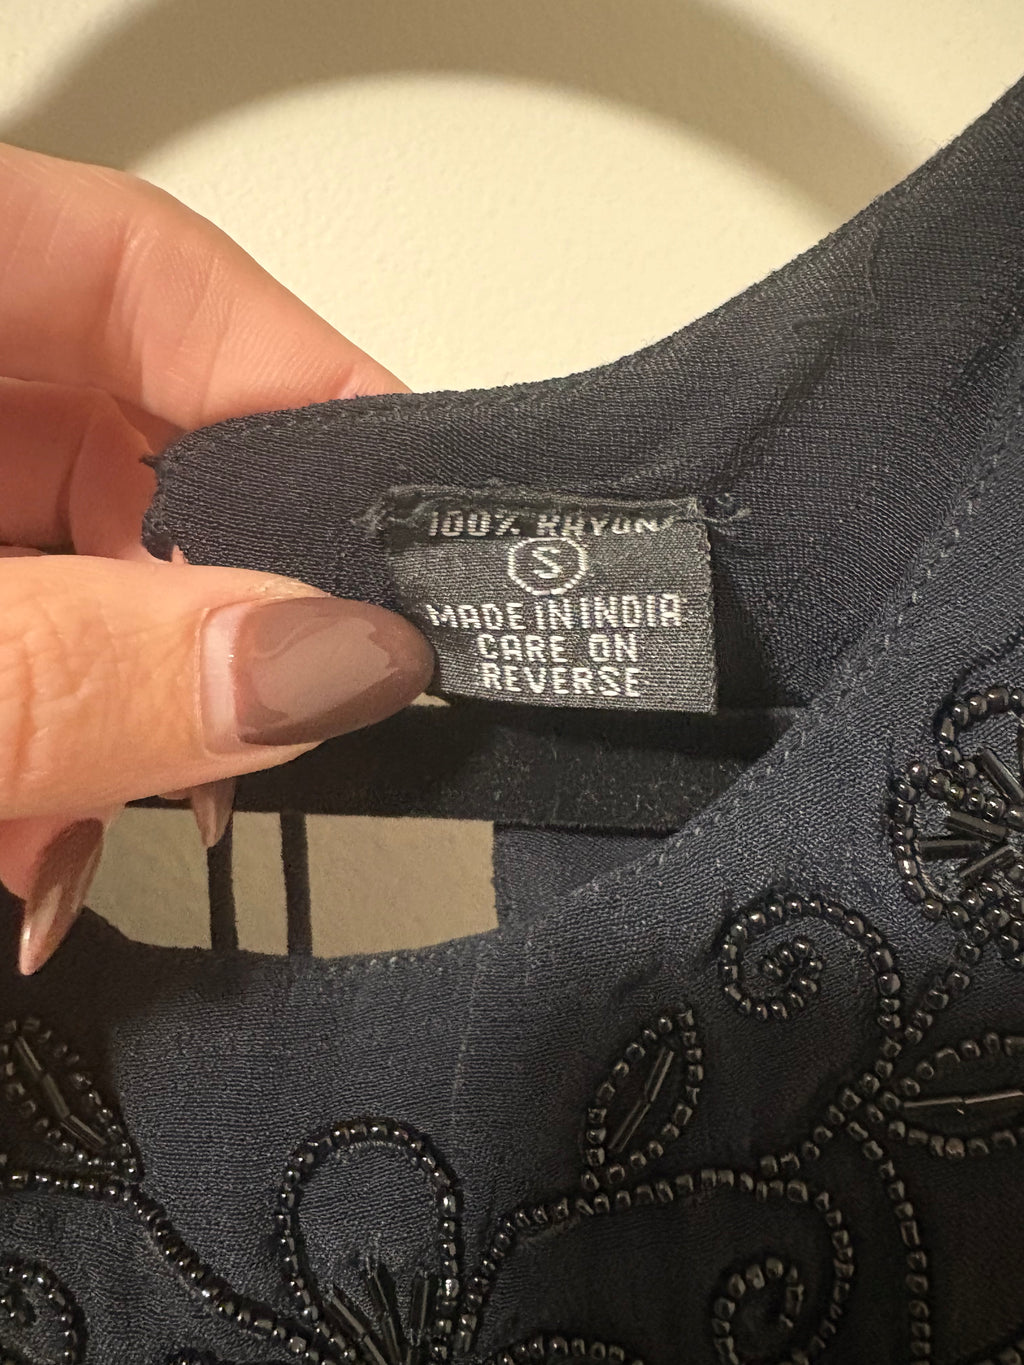 100% RAYON
S
MADE IN INDIA
CARE ON
REVERSE